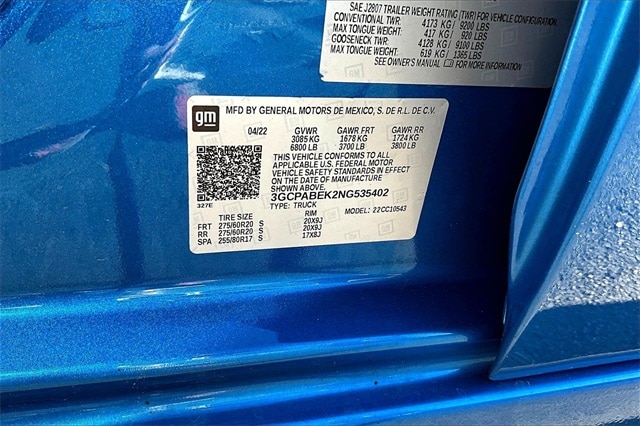 SAE J2807 TRAILER WEIGHT RATING (TWR) FOR VEHICLE CONFIGURATION.
CONVENTIONAL TWR: 4173 KG / 9200 LBS
MAX TONGUE WEIGHT: 417 KG / 920 LBS
GOOSENECK TWR: 4128 KG / 9100 LBS
MAX TONGUE WEIGHT: 619 KG / 1365 LBS
SEE OWNER'S MANUAL FOR MORE INFORMATION.
gm MFD BY GENERAL MOTORS DE MEXICO, S. DE R.L. DE C.V.
04/22 GVWR GAWR FRT GAWR RR
3085 KG 1678 KG 1724 KG
6800 LB 3700 LB 3800 LB
THIS VEHICLE CONFORMS TO ALL
APPLICABLE U.S. FEDERAL MOTOR
VEHICLE SAFETY STANDARDS IN EFFECT
ON THE DATE OF MANUFACTURE
327E 3GCPABEK2NG535402
TYPE: TRUCK
TIRE SIZE RIM MODEL: 22CC10543
FRT 275/60R20 S 20X9J
RR 275/60R20 S 20X9J
SPA 255/80R17 S 17X8J